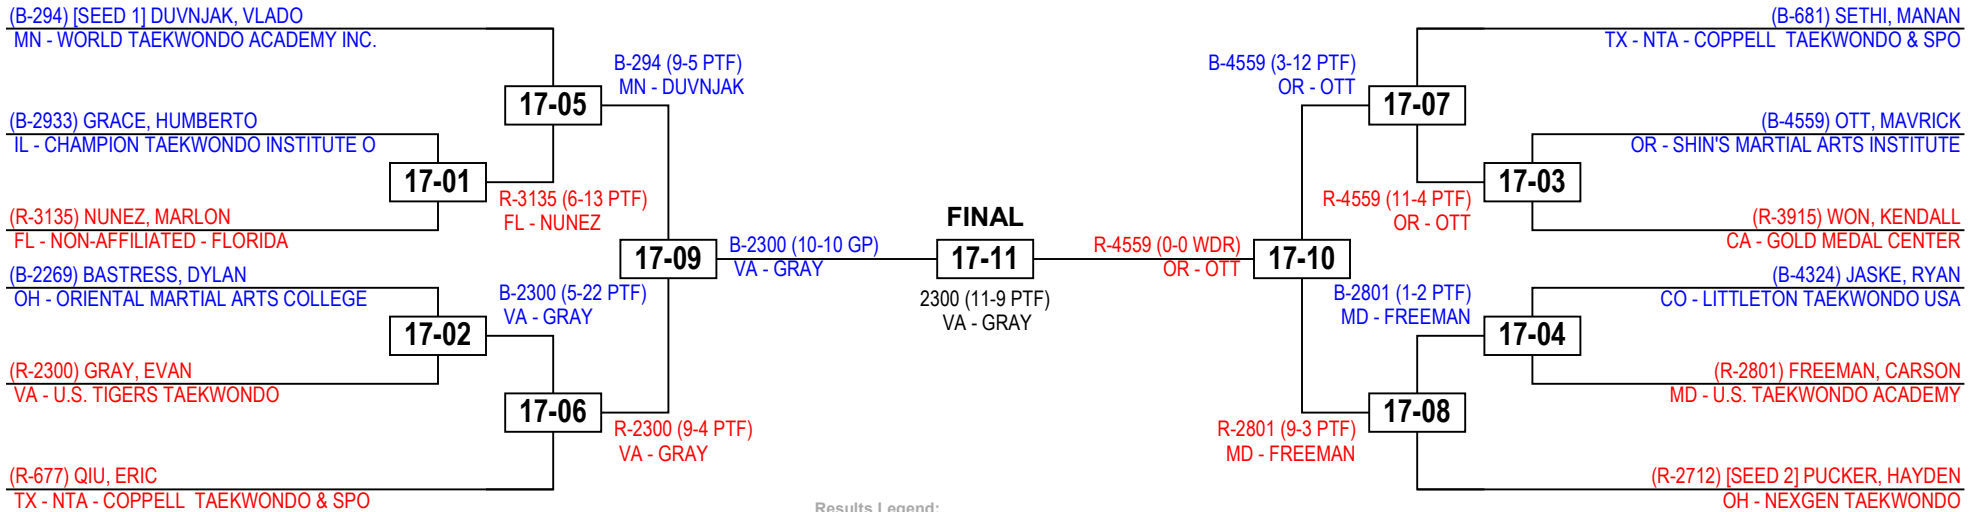 (B-294) [SEED 1] DUVNJAK, VLADO
MN - WORLD TAEKWONDO ACADEMY INC.
(B-2933) GRACE, HUMBERTO
IL - CHAMPION TAEKWONDO INSTITUTE O
(R-3135) NUNEZ, MARLON
FL - NON-AFFILIATED - FLORIDA
(B-2269) BASTRESS, DYLAN
OH - ORIENTAL MARTIAL ARTS COLLEGE
(R-2300) GRAY, EVAN
VA - U.S. TIGERS TAEKWONDO
(R-677) QIU, ERIC
TX - NTA - COPPELL  TAEKWONDO & SPO
17-01
17-02
17-05
R-3135 (6-13 PTF)
FL - NUNEZ
B-2300 (5-22 PTF)
VA - GRAY
17-06
B-294 (9-5 PTF)
MN - DUVNJAK
17-09
R-2300 (9-4 PTF)
VA - GRAY
B-2300 (10-10 GP)
VA - GRAY
FINAL
17-11
2300 (11-9 PTF)
VA - GRAY
R-4559 (0-0 WDR)
OR - OTT
17-10
B-4559 (3-12 PTF)
OR - OTT
R-2801 (9-3 PTF)
MD - FREEMAN
17-07
R-4559 (11-4 PTF)
OR - OTT
B-2801 (1-2 PTF)
MD - FREEMAN
17-08
17-03
17-04
(B-681) SETHI, MANAN
TX - NTA - COPPELL  TAEKWONDO & SPO
(B-4559) OTT, MAVRICK
OR - SHIN'S MARTIAL ARTS INSTITUTE
(R-3915) WON, KENDALL
CA - GOLD MEDAL CENTER
(B-4324) JASKE, RYAN
CO - LITTLETON TAEKWONDO USA
(R-2801) FREEMAN, CARSON
MD - U.S. TAEKWONDO ACADEMY
(R-2712) [SEED 2] PUCKER, HAYDEN
OH - NEXGEN TAEKWONDO
Results Legend: